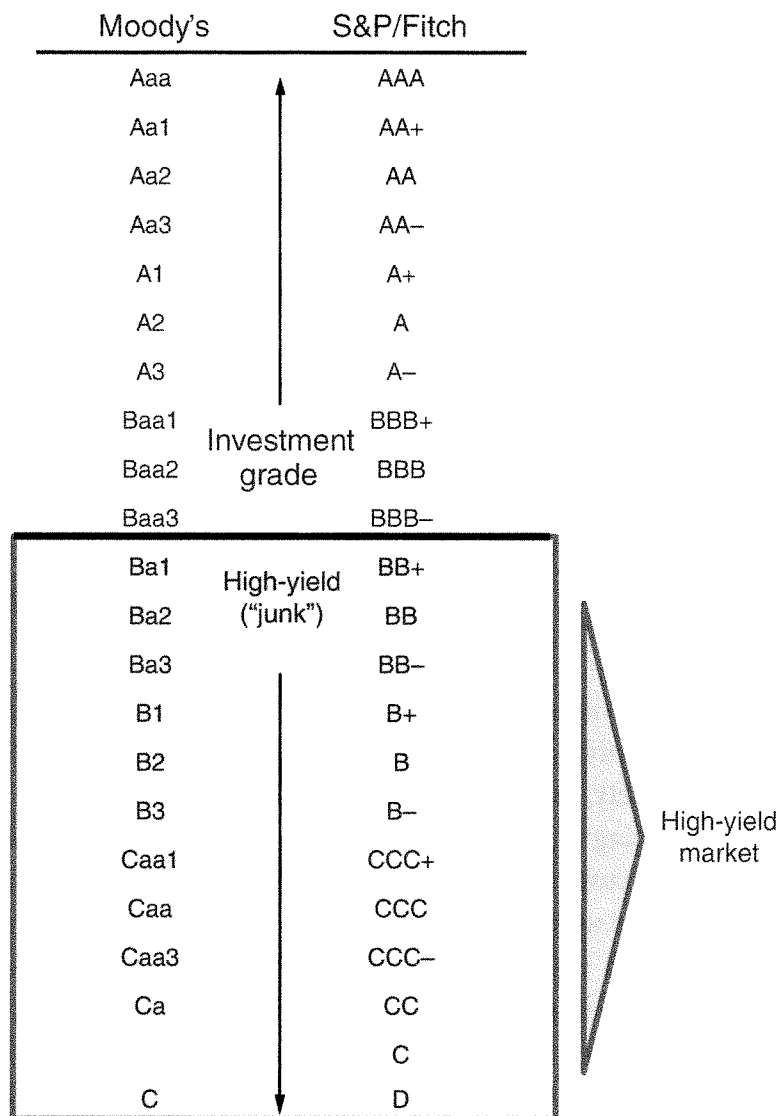 Moody's S&P/Fitch
Aaa AAA
Aa1 AA+
Aa2 AA
Aa3 AA–
A1 A+
A2 A
A3 A–
Baa1 BBB+
Investment
grade
Baa2 BBB
Baa3 BBB–
Ba1 BB+
High-yield
("junk")
Ba2 BB
Ba3 BB–
B1 B+
B2 B
B3 B–
High-yield
market
Caa1 CCC+
Caa CCC
Caa3 CCC–
Ca CC
C
C D